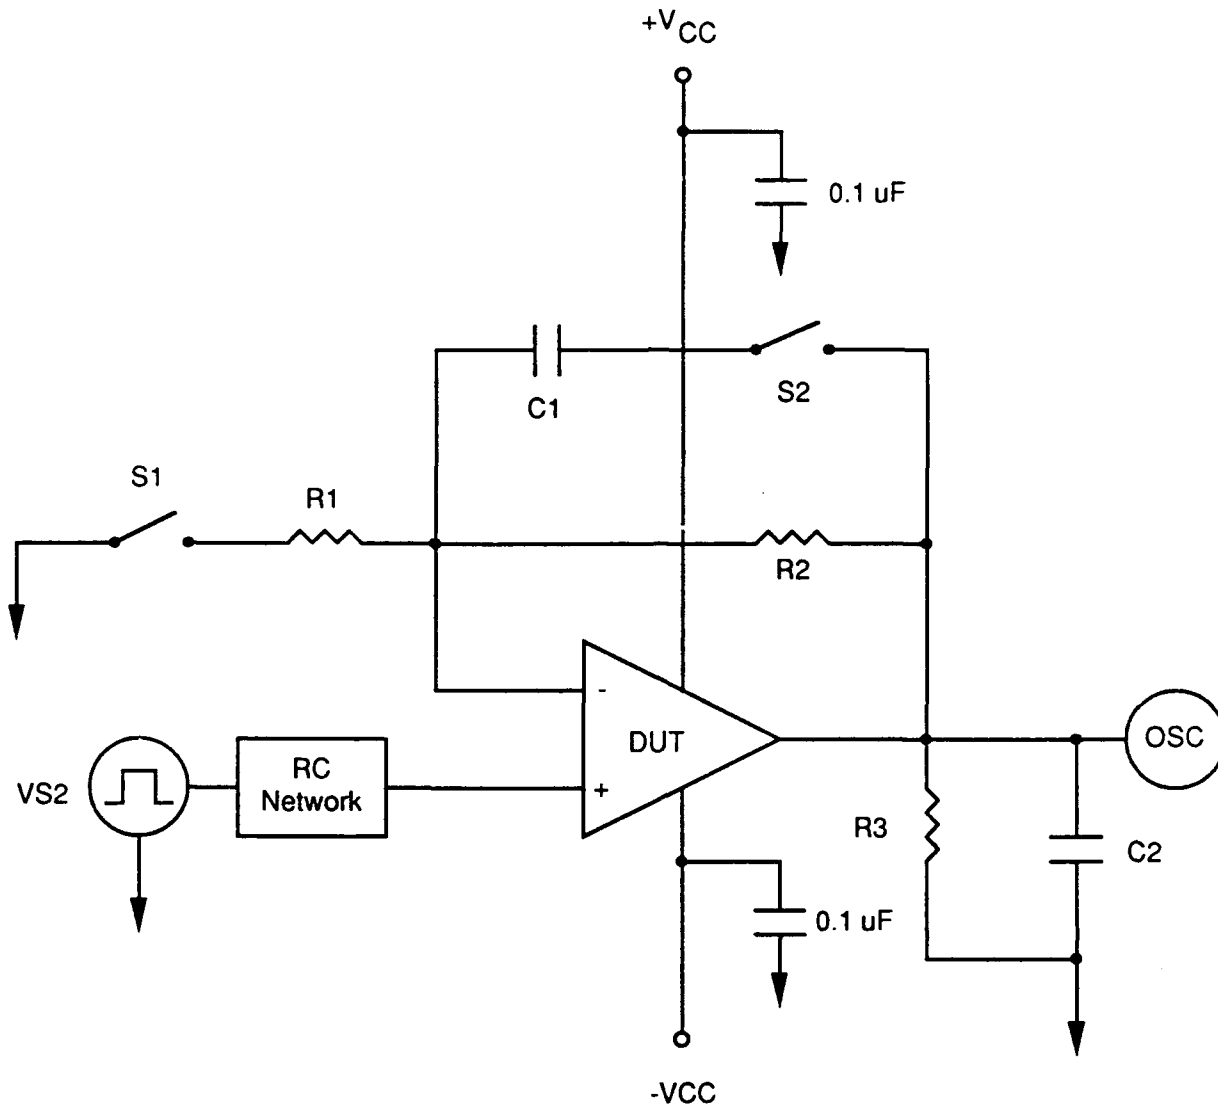 +VCC
0.1 uF
C1
S2
S1
R1
R2
-
DUT
OSC
VS2
RC
Network
+
R3
C2
0.1 uF
-VCC